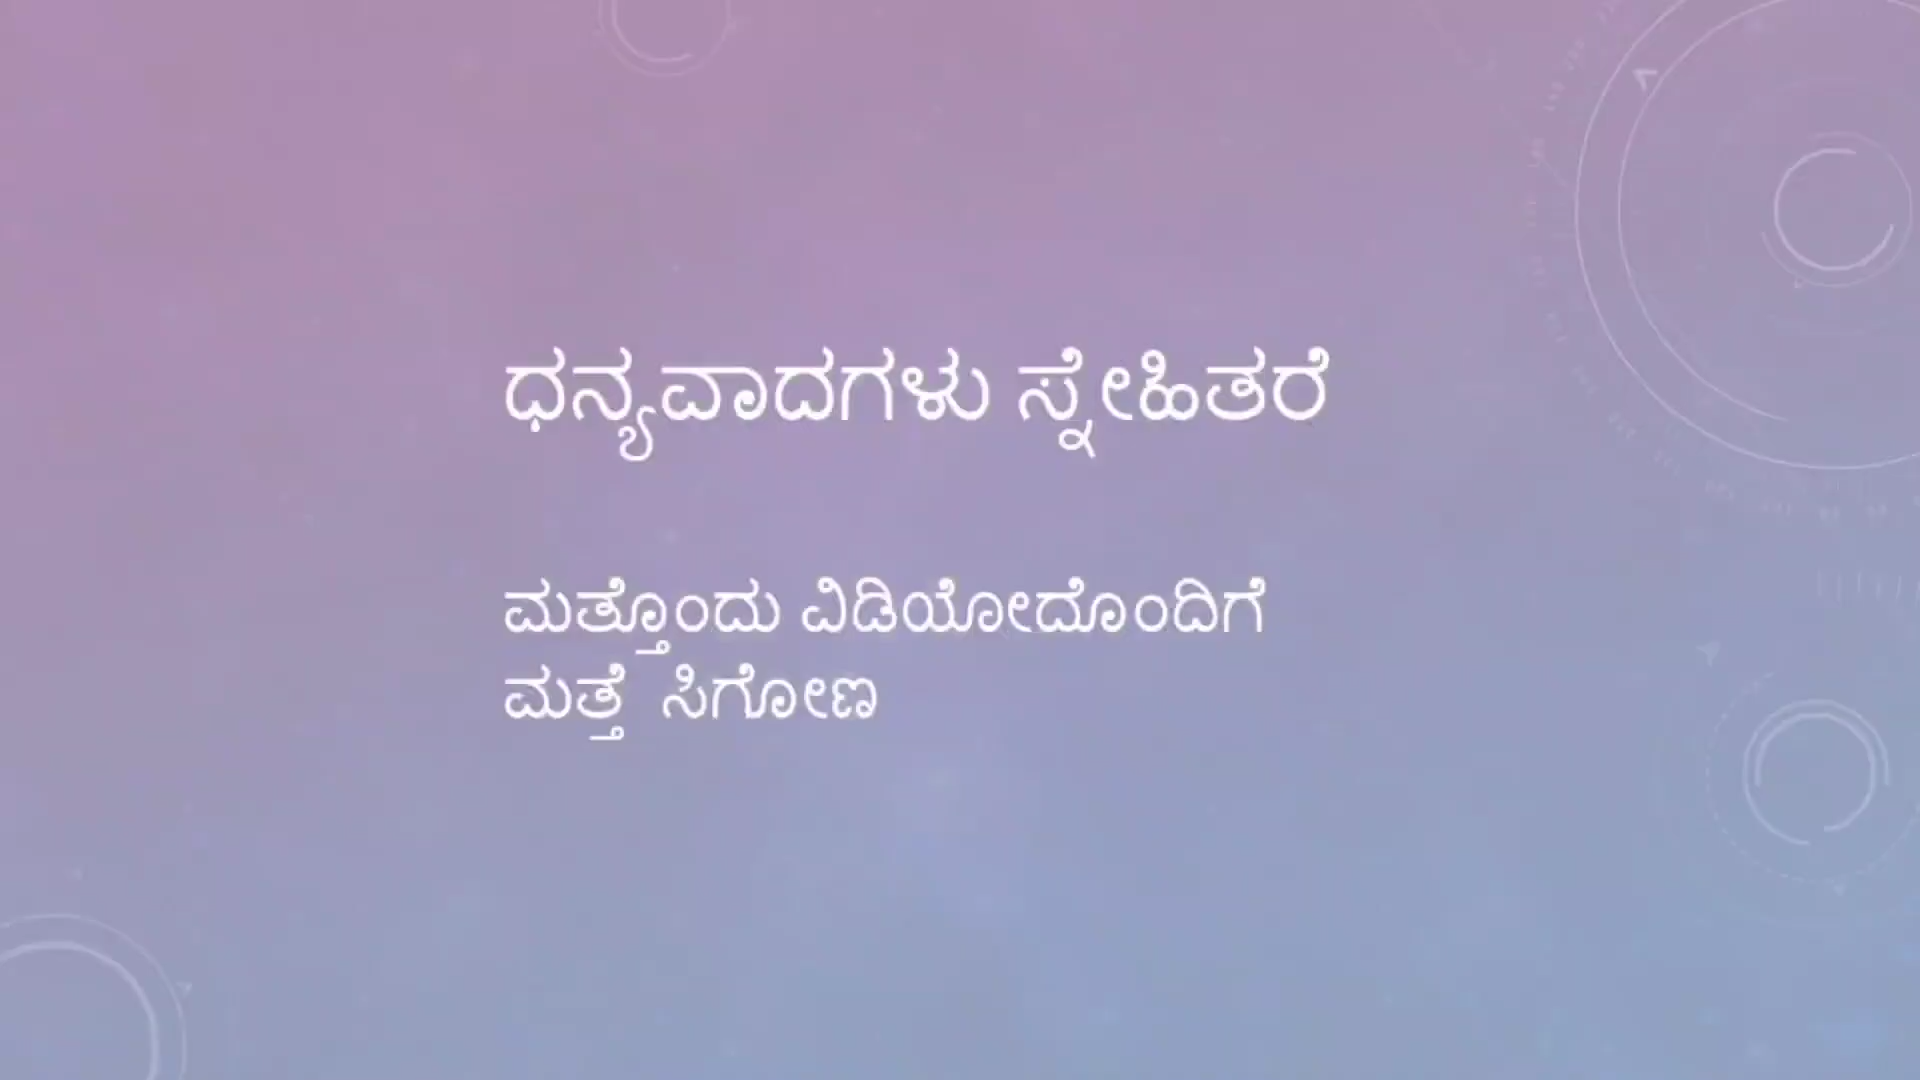 ಧನ್ಯವಾದಗಳು ಸ್ನೇಹಿತರೆ
ಮತ್ತೊಂದು ವಿಡಿಯೋದೊಂದಿಗೆ
ಮತ್ತೆ ಸಿಗೋಣ